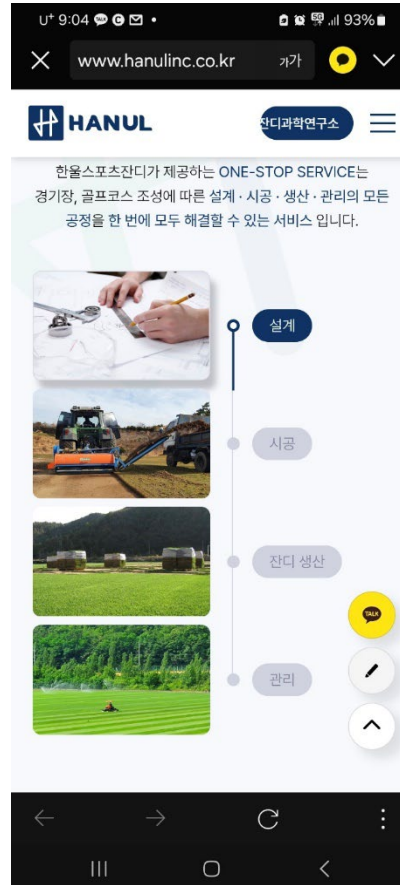 U+ 9:04
93%
www.hanulinc.co.kr
가가
HANUL
잔디과학연구소
한울스포츠잔디가 제공하는 ONE-STOP SERVICE는
경기장, 골프코스 조성에 따른 설계 · 시공 · 생산 · 관리의 모든
공정을 한 번에 모두 해결할 수 있는 서비스 입니다.
설계
시공
잔디 생산
TALK
관리